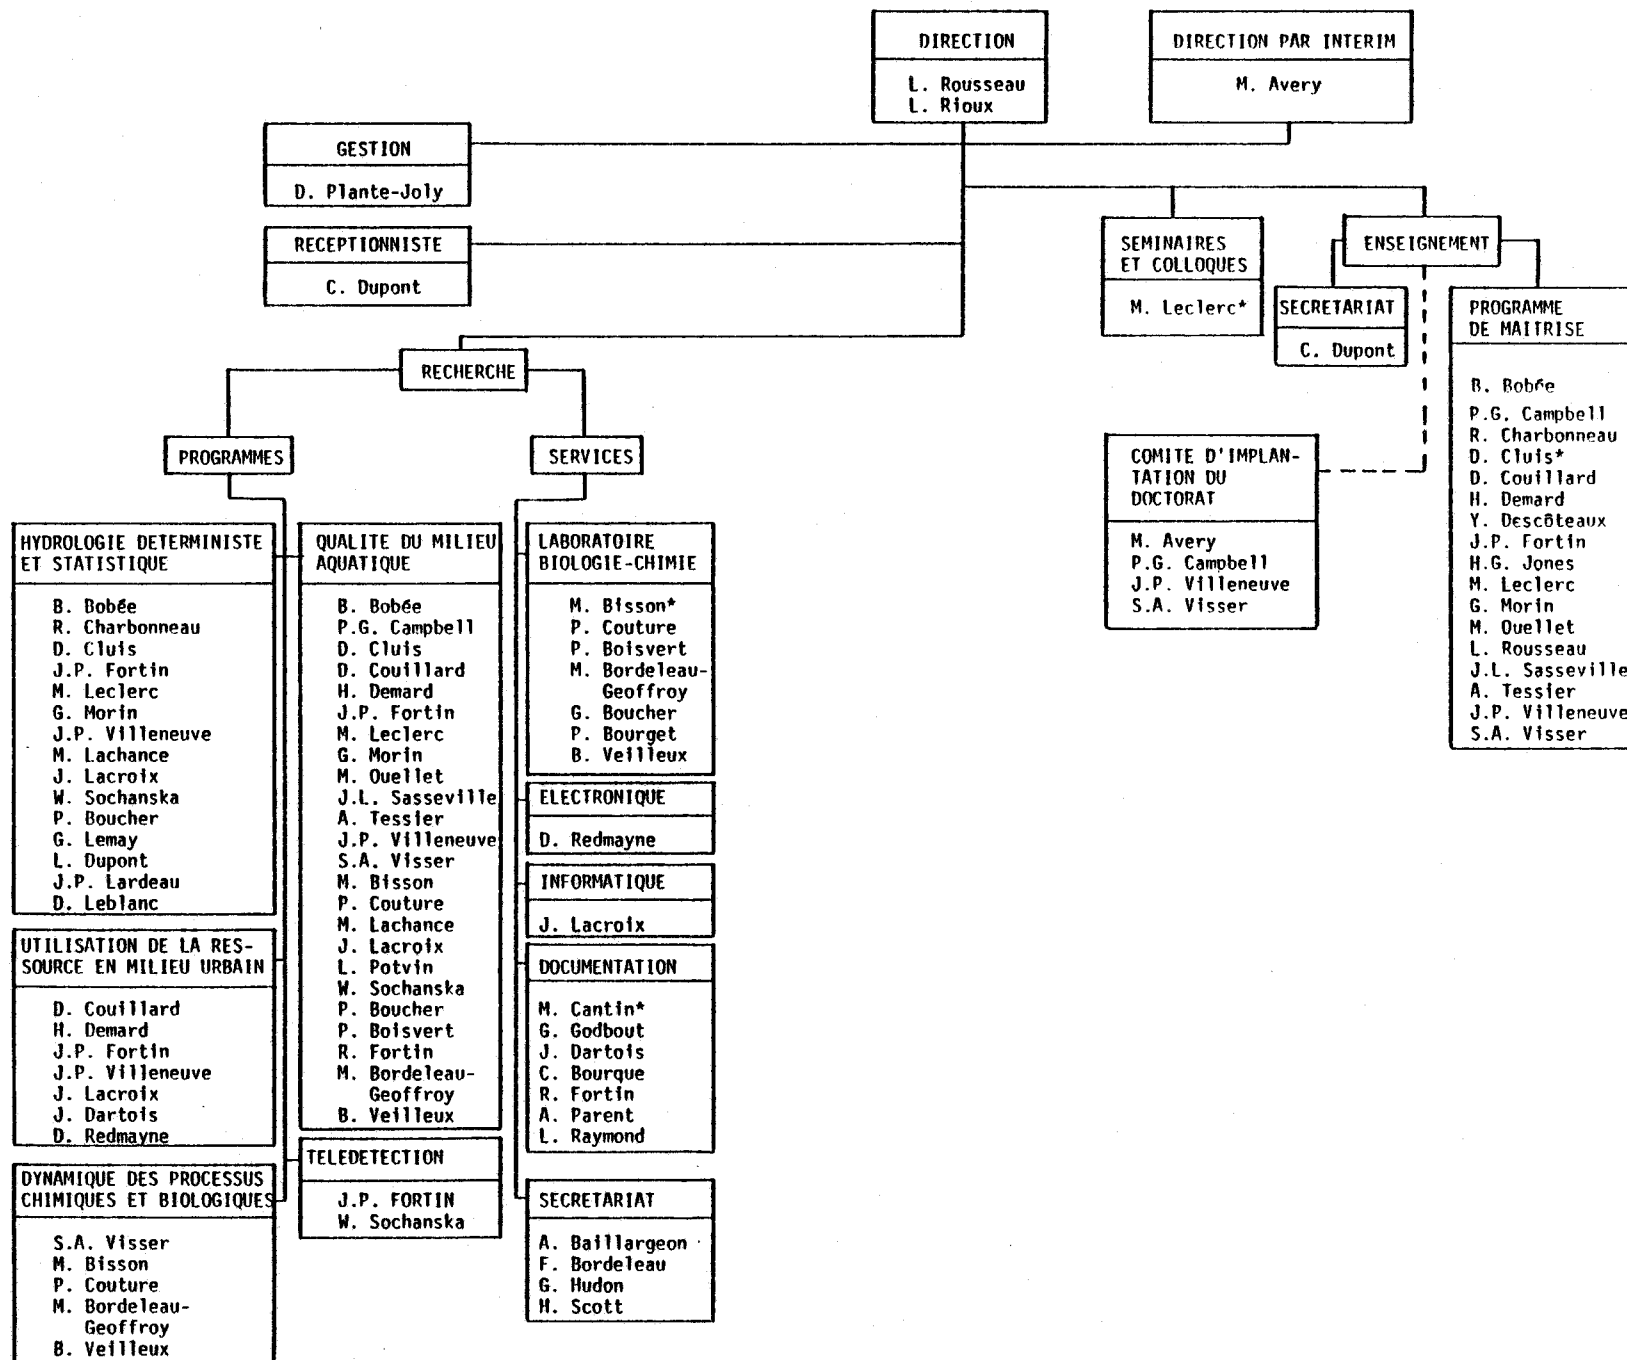 DIRECTION
L. Rousseau
L. Rioux
DIRECTION PAR INTERIM
M. Avery
GESTION
D. Plante-Joly
RECEPTIONNISTE
C. Dupont
SEMINAIRES
ET COLLOQUES
M. Leclerc*
ENSEIGNEMENT
SECRETARIAT
C. Dupont
PROGRAMME
DE MAITRISE
B. Bobée
P.G. Campbell
R. Charbonneau
D. Cluis*
D. Couillard
H. Demard
Y. Descôteaux
J.P. Fortin
H.G. Jones
M. Leclerc
G. Morin
M. Ouellet
L. Rousseau
J.L. Sasseville
A. Tessier
J.P. Villeneuve
S.A. Visser
COMITE D'IMPLAN-
TATION DU
DOCTORAT
M. Avery
P.G. Campbell
J.P. Villeneuve
S.A. Visser
RECHERCHE
PROGRAMMES
SERVICES
HYDROLOGIE DETERMINISTE
ET STATISTIQUE
B. Bobée
R. Charbonneau
D. Cluis
J.P. Fortin
M. Leclerc
G. Morin
J.P. Villeneuve
M. Lachance
J. Lacroix
W. Sochanska
P. Boucher
G. Lemay
L. Dupont
J.P. Lardeau
D. Leblanc
UTILISATION DE LA RES-
SOURCE EN MILIEU URBAIN
D. Couillard
H. Demard
J.P. Fortin
J.P. Villeneuve
J. Lacroix
J. Dartois
D. Redmayne
DYNAMIQUE DES PROCESSUS
CHIMIQUES ET BIOLOGIQUES
S.A. Visser
M. Bisson
P. Couture
M. Bordeleau-
Geoffroy
B. Veilleux
QUALITE DU MILIEU
AQUATIQUE
B. Bobée
P.G. Campbell
D. Cluis
D. Couillard
H. Demard
J.P. Fortin
M. Leclerc
G. Morin
M. Ouellet
J.L. Sasseville
A. Tessier
J.P. Villeneuve
S.A. Visser
M. Bisson
P. Couture
M. Lachance
J. Lacroix
L. Potvin
W. Sochanska
P. Boucher
P. Boisvert
R. Fortin
M. Bordeleau-
Geoffroy
B. Veilleux
TELEDETECTION
J.P. FORTIN
W. Sochanska
LABORATOIRE
BIOLOGIE-CHIMIE
M. Bisson*
P. Couture
P. Boisvert
M. Bordeleau-
Geoffroy
G. Boucher
P. Bourget
B. Veilleux
ELECTRONIQUE
D. Redmayne
INFORMATIQUE
J. Lacroix
DOCUMENTATION
M. Cantin*
G. Godbout
J. Dartois
C. Bourque
R. Fortin
A. Parent
L. Raymond
SECRETARIAT
A. Baillargeon
F. Bordeleau
G. Hudon
H. Scott